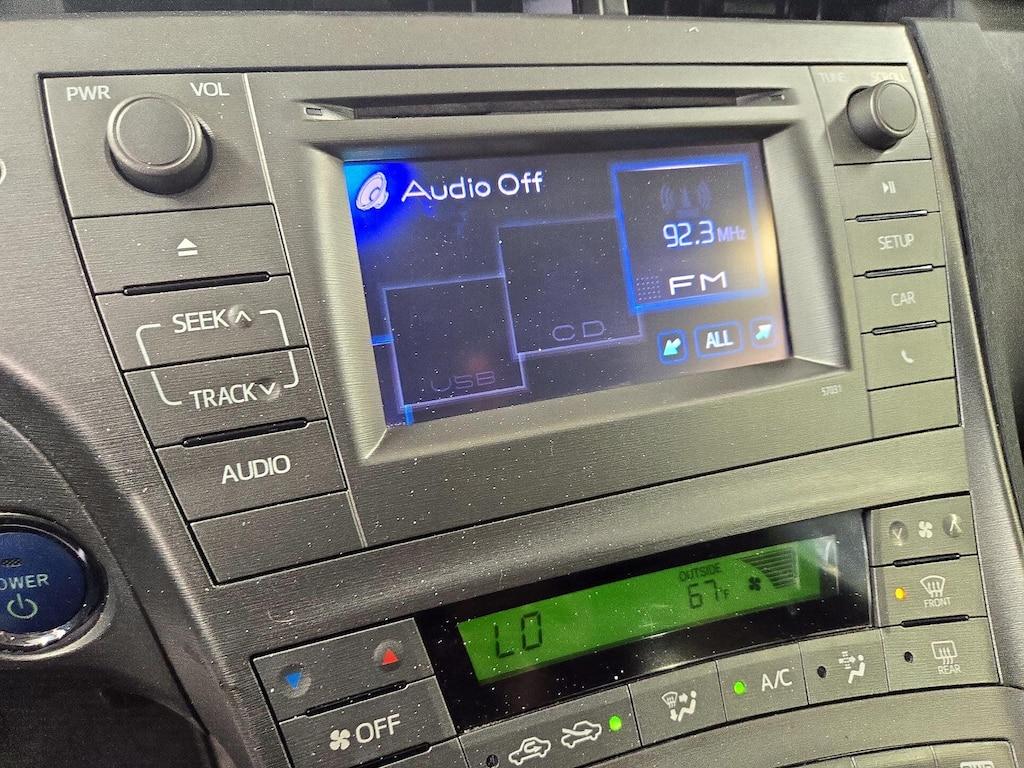 PWR
VOL
TUNE SCROLL
Audio Off
92.3 MHz
FM
CD
USB
ALL
SEEK
TRACK
AUDIO
SETUP
CAR
57031
POWER
OUTSIDE
67°F
LO
FRONT
REAR
A/C
OFF